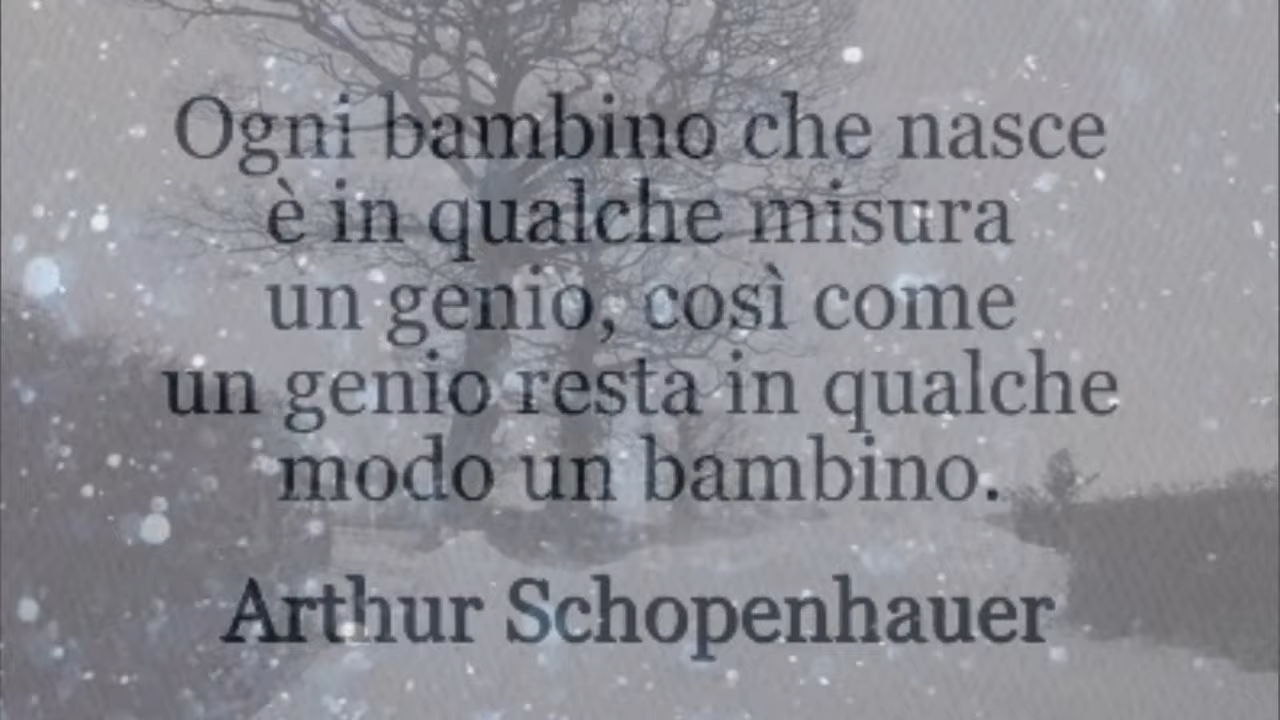 Ogni bambino che nasce
è in qualche misura
un genio, così come
un genio resta in qualche
modo un bambino.
Arthur Schopenhauer